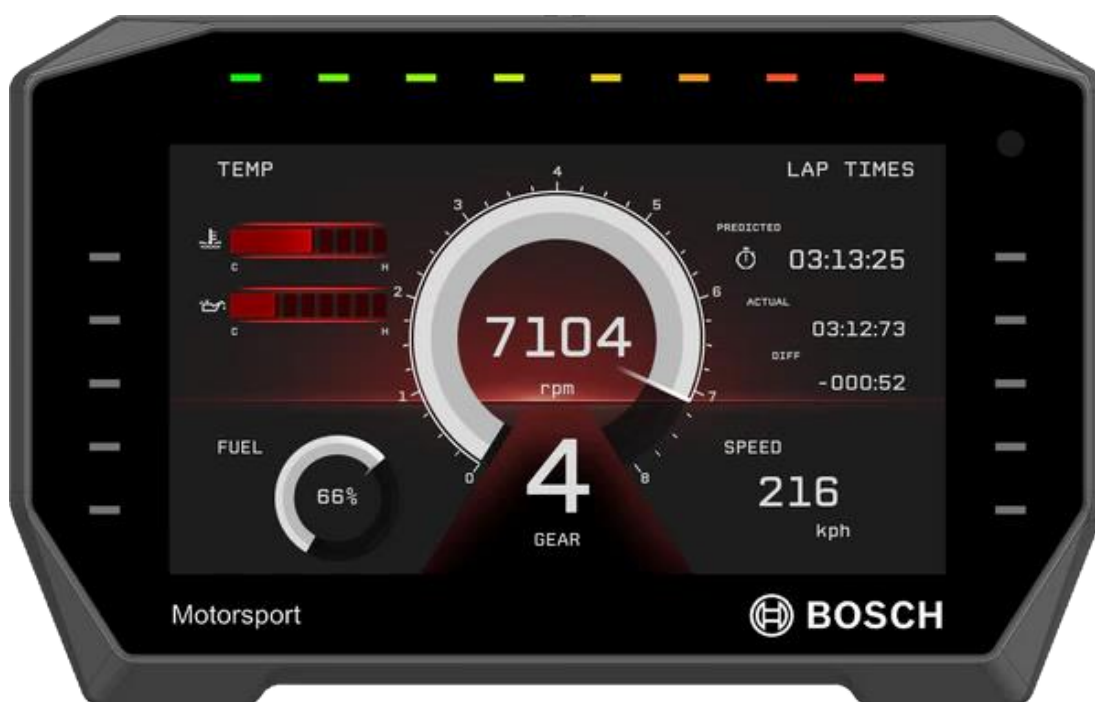 TEMP
C H
C H
FUEL
66%
0
1
2
3
4
5
6
7
8
7104
rpm
4
GEAR
LAP TIMES
PREDICTED
03:13:25
ACTUAL
03:12:73
DIFF
-000:52
SPEED
216
kph
Motorsport
BOSCH